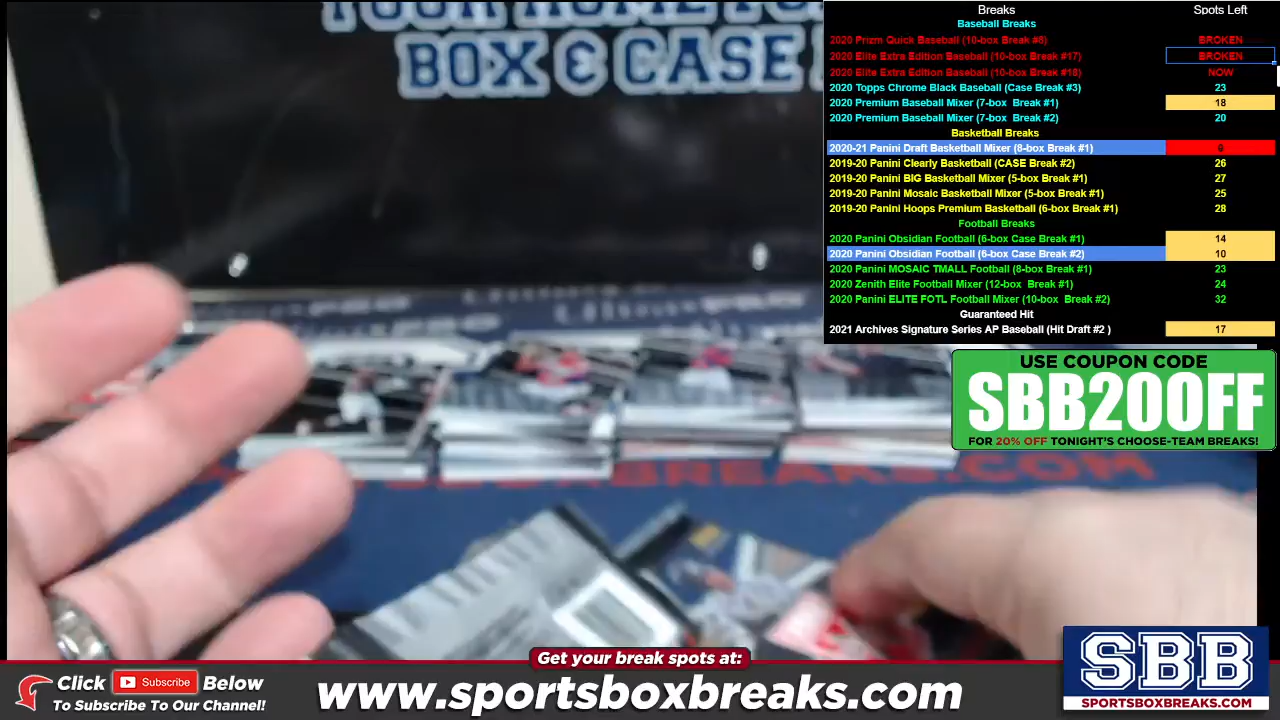 YOUR HOME FO
BOX & CASE
Breaks Spots Left
Baseball Breaks
2020 Prizm Quick Baseball (10-box Break #8) BROKEN
2020 Elite Extra Edition Baseball (10-box Break #17) BROKEN
2020 Elite Extra Edition Baseball (10-box Break #18) NOW
2020 Topps Chrome Black Baseball (Case Break #3) 23
2020 Premium Baseball Mixer (7-box Break #1) 18
2020 Premium Baseball Mixer (7-box Break #2) 20
Basketball Breaks
2020-21 Panini Draft Basketball Mixer (8-box Break #1)
2019-20 Panini Clearly Basketball (CASE Break #2) 26
2019-20 Panini BIG Basketball Mixer (5-box Break #1) 27
2019-20 Panini Mosaic Basketball Mixer (5-box Break #1) 25
2019-20 Panini Hoops Premium Basketball (6-box Break #1) 28
Football Breaks
2020 Panini Obsidian Football (6-box Case Break #1) 14
2020 Panini Obsidian Football (6-box Case Break #2) 10
2020 Panini MOSAIC TMALL Football (8-box Break #1) 23
2020 Zenith Elite Football Mixer (12-box Break #1) 24
2020 Panini ELITE FOTL Football Mixer (10-box Break #2) 32
Guaranteed Hit
2021 Archives Signature Series AP Baseball (Hit Draft #2 ) 17
USE COUPON CODE
SBB20OFF
FOR 20% OFF TONIGHT'S CHOOSE-TEAM BREAKS!
Get your break spots at:
Click Subscribe Below
To Subscribe To Our Channel!
www.sportsboxbreaks.com
SBB
SPORTSBOXBREAKS.COM